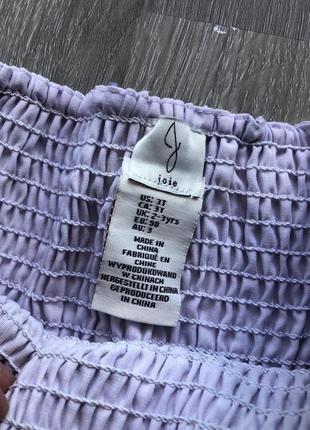 J
joie
US: 3T
CA: 3T
UK: 2-3yrs
EU: 98
AU: 3
MADE IN
CHINA
FABRIQUÉ EN
CHINE
WYPRODUKOWANO
W CHINACH
HERGESTELLT IN CHINA
GEPRODUCEERD
IN CHINA